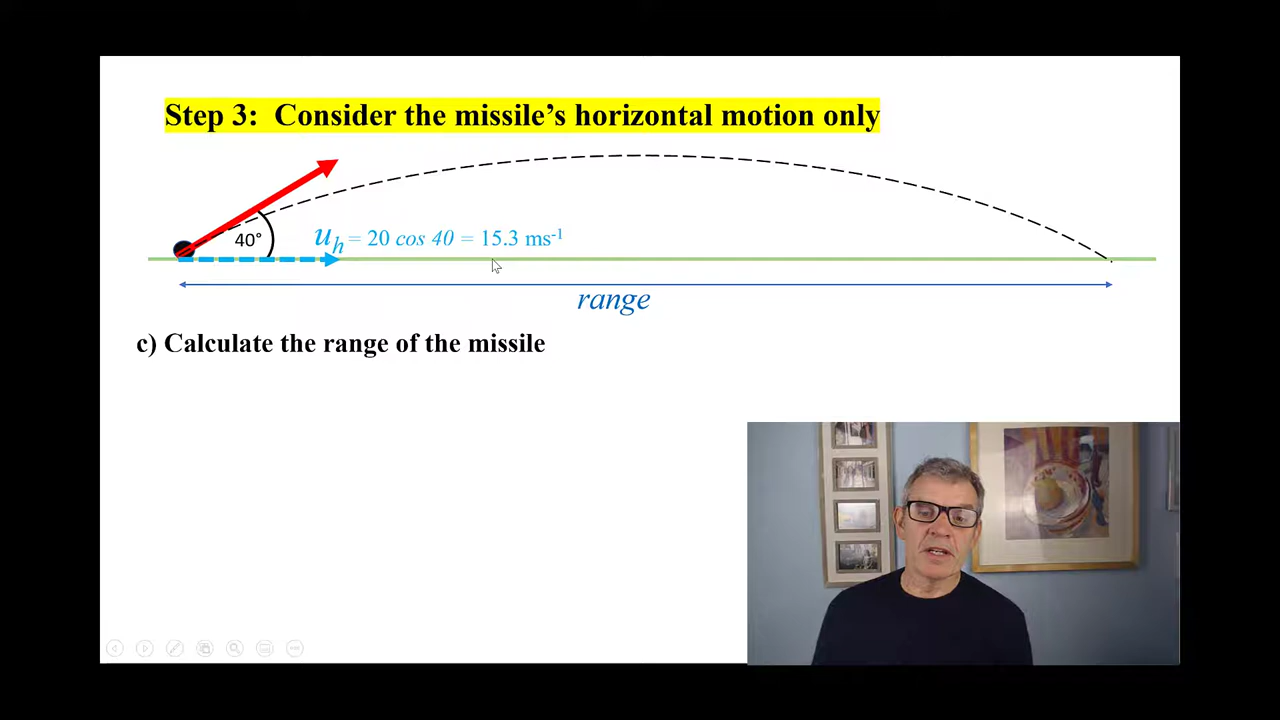 Step 3:  Consider the missile’s horizontal motion only
40°
u_h = 20 cos 40 = 15.3 ms⁻¹
range
c) Calculate the range of the missile